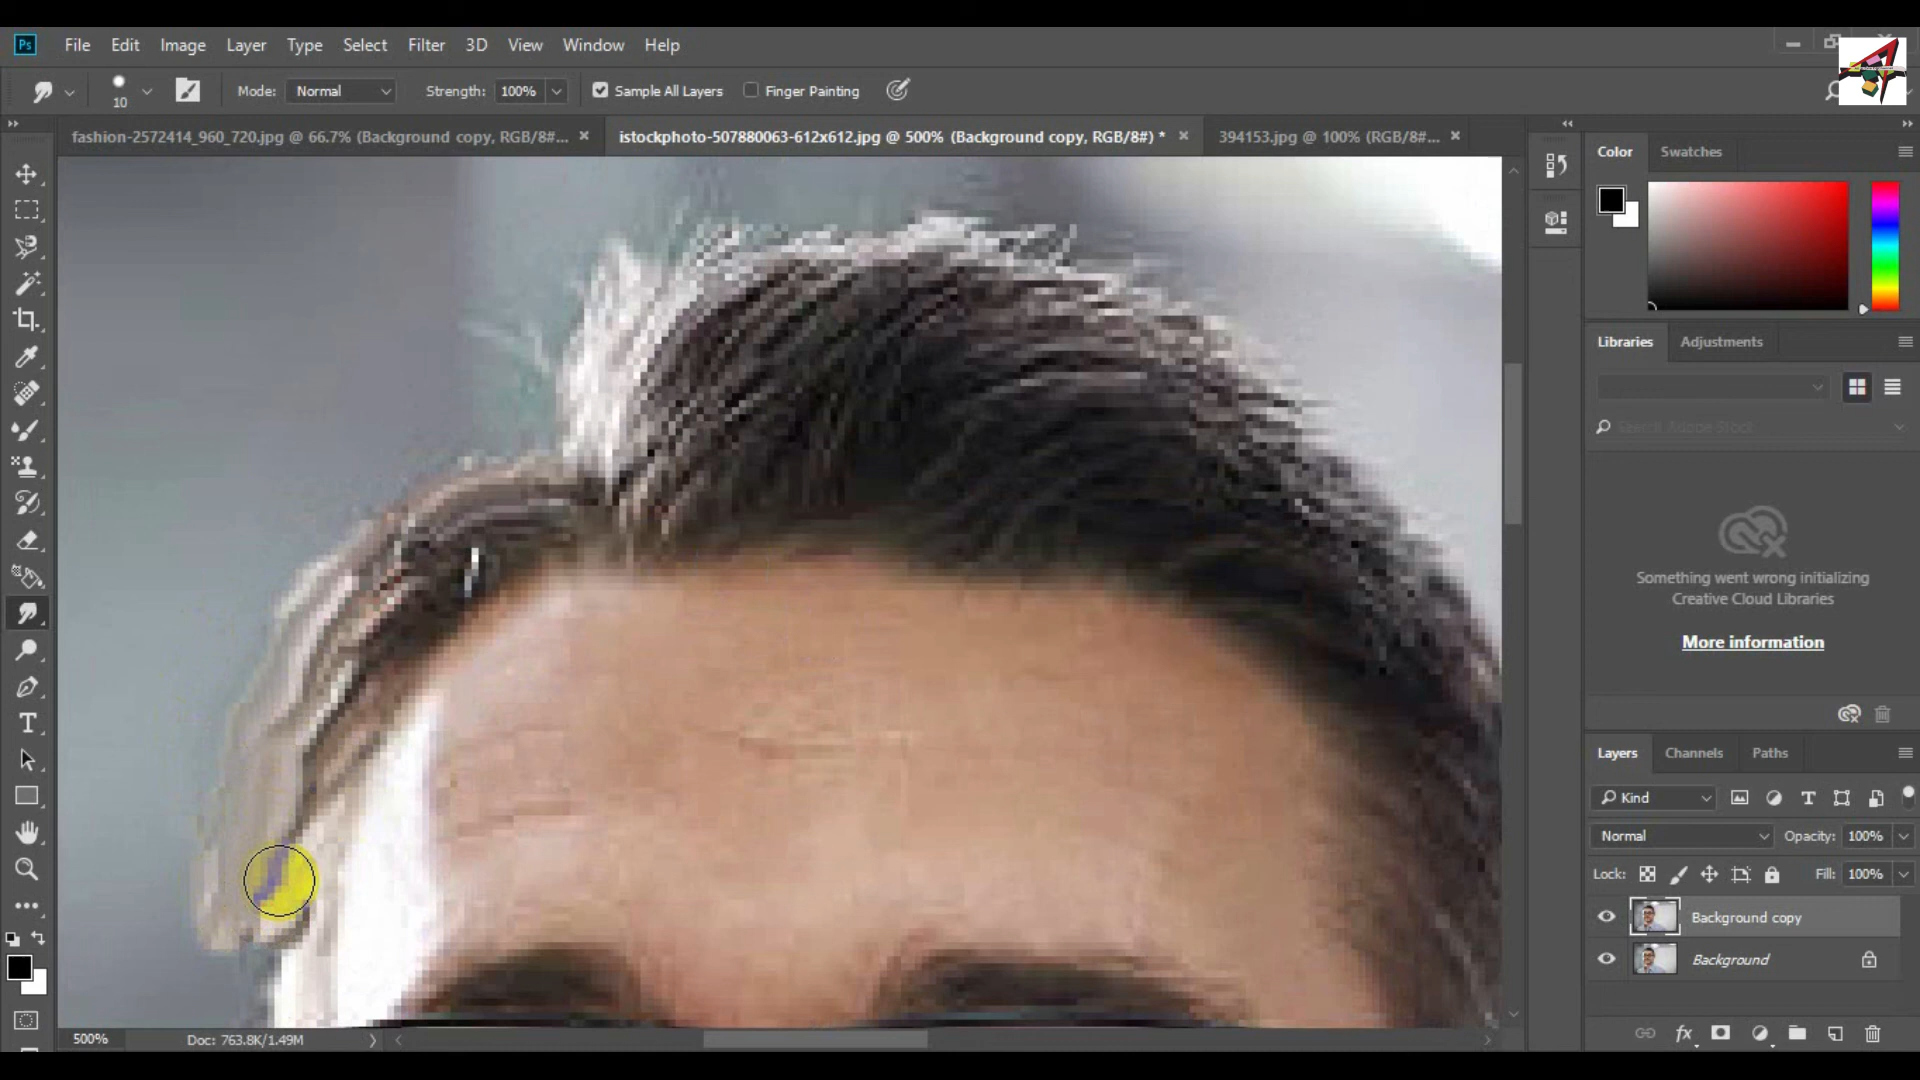 Ps File Edit Image Layer Type Select Filter 3D View Window Help
10 Mode: Normal Strength: 100% Sample All Layers Finger Painting
fashion-2572414_960_720.jpg @ 66.7% (Background copy, RGB/8#... × istockphoto-507880063-612x612.jpg @ 500% (Background copy, RGB/8#) * × 394153.jpg @ 100% (RGB/8#... ×
Color Swatches
Libraries Adjustments
Search Adobe Stock
Something went wrong initializing
Creative Cloud Libraries
More information
Layers Channels Paths
Kind
Normal Opacity: 100%
Lock: Fill: 100%
Background copy
Background
500% Doc: 763.8K/1.49M